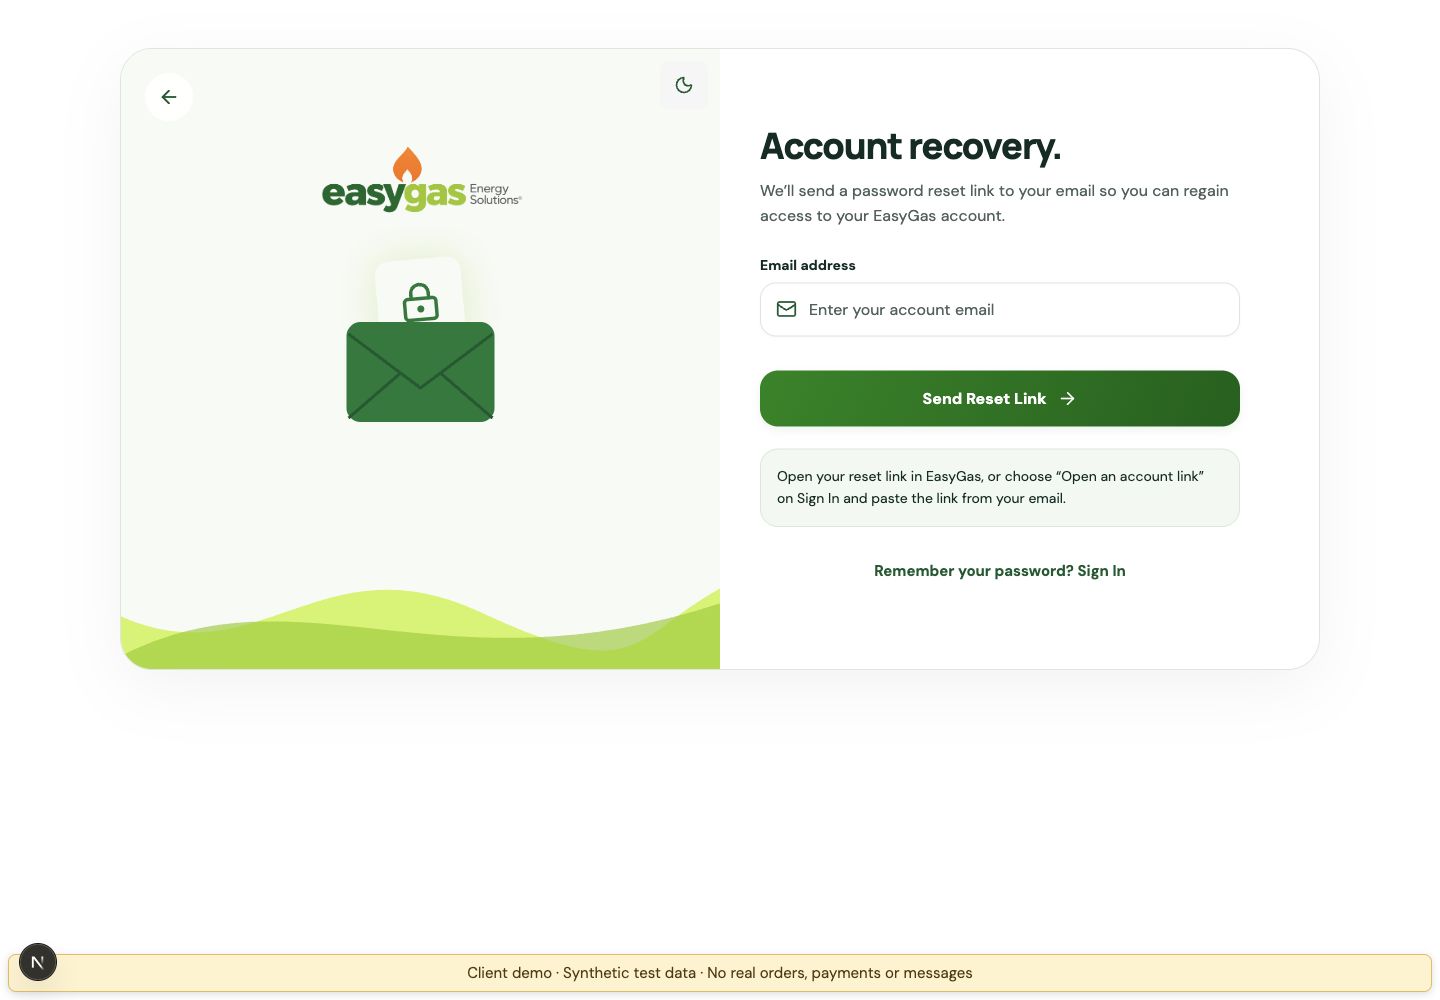 easygas Energy Solutions®
Account recovery.
We’ll send a password reset link to your email so you can regain
access to your EasyGas account.
Email address
Enter your account email
Send Reset Link
Open your reset link in EasyGas, or choose “Open an account link”
on Sign In and paste the link from your email.
Remember your password? Sign In
N
Client demo · Synthetic test data · No real orders, payments or messages